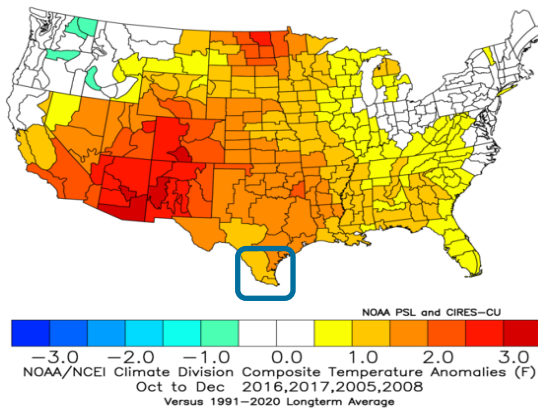 NOAA PSL and CIRES-CU
-3.0 -2.0 -1.0 0.0 1.0 2.0 3.0
NOAA/NCEI Climate Division Composite Temperature Anomalies (F)
Oct to Dec 2016,2017,2005,2008
Versus 1991-2020 Longterm Average